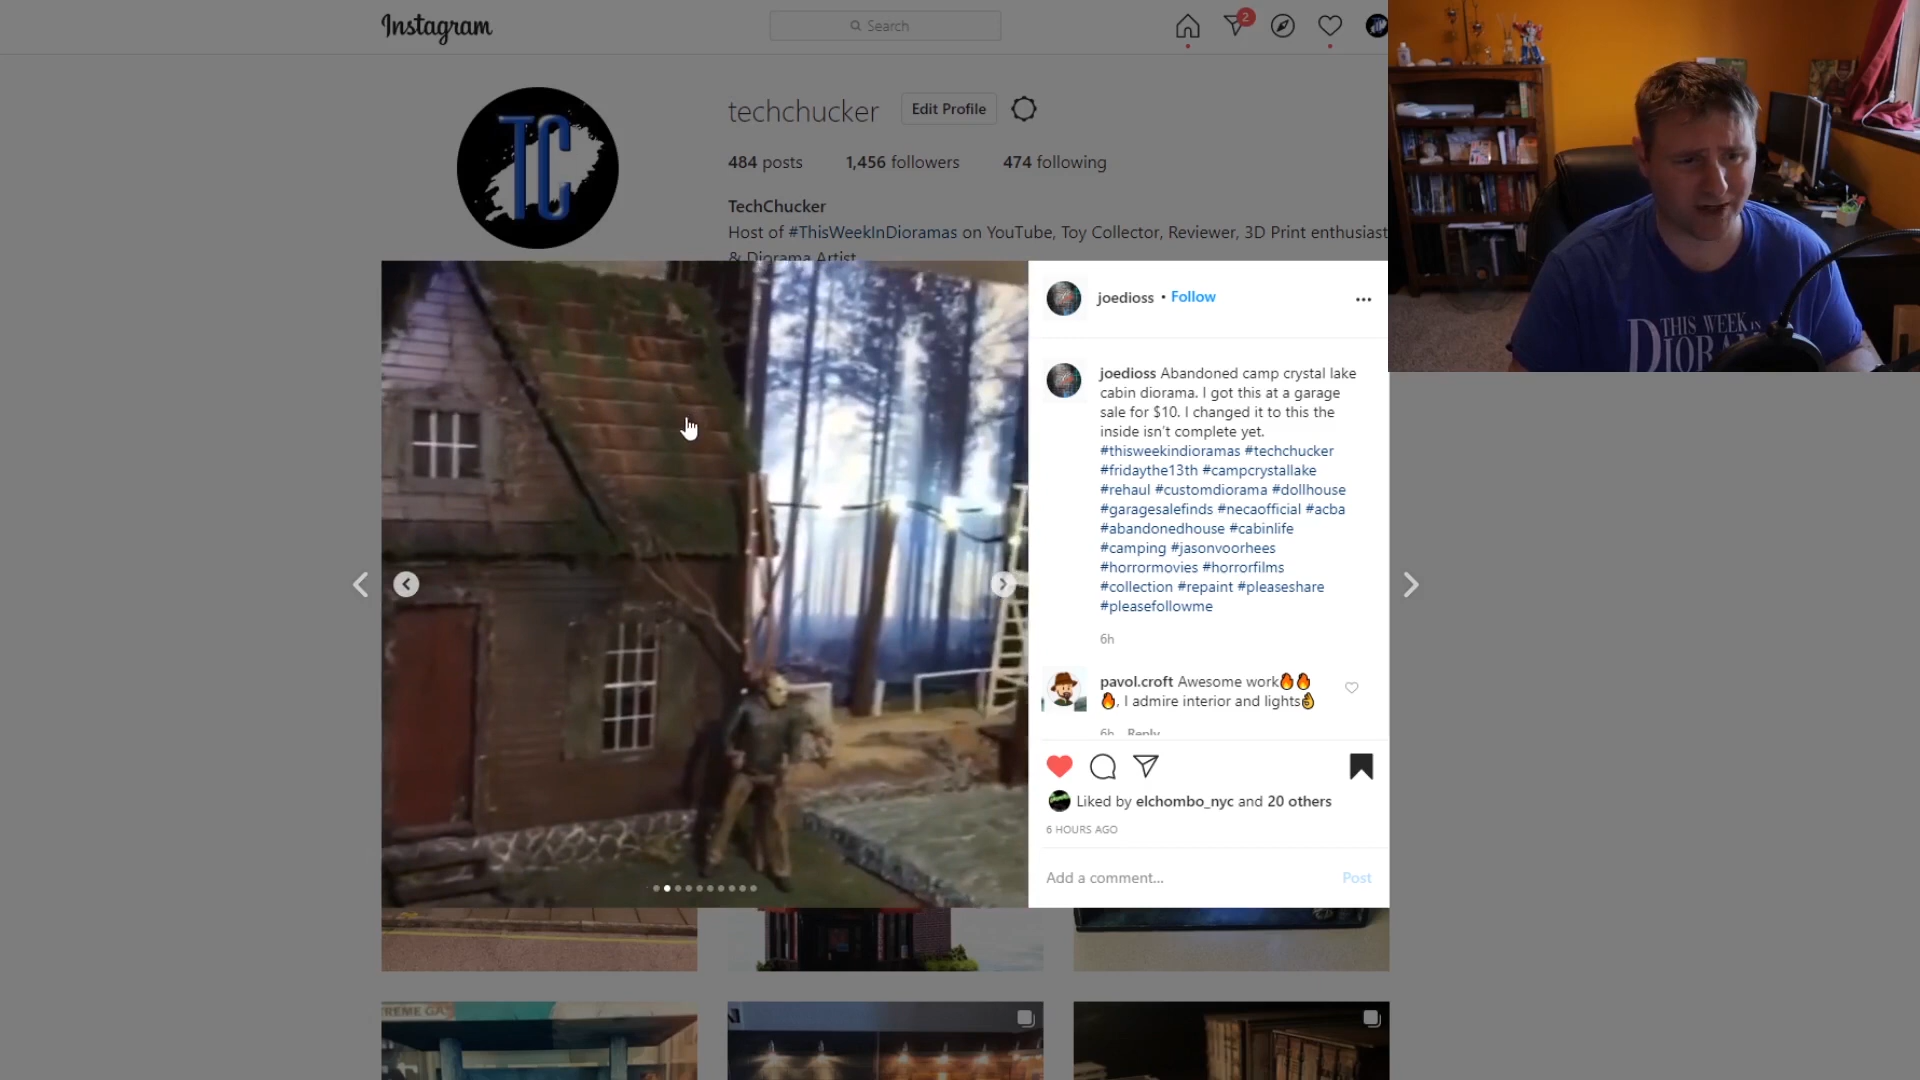 Instagram
Search
2
techchucker Edit Profile
484 posts 1,456 followers 474 following
TC
TechChucker
Host of #ThisWeekInDioramas on YouTube, Toy Collector, Reviewer, 3D Print enthusiast
& Diorama Artist
THIS WEEK IN
DIORA
joedioss • Follow
joedioss Abandoned camp crystal lake
cabin diorama. I got this at a garage
sale for $10. I changed it to this the
inside isn't complete yet.
#thisweekindioramas #techchucker
#fridaythe13th #campcrystallake
#rehaul #customdiorama #dollhouse
#garagesalefinds #necaofficial #acba
#abandonedhouse #cabinlife
#camping #jasonvoorhees
#horrormovies #horrorfilms
#collection #repaint #pleaseshare
#pleasefollowme
6h
pavol.croft Awesome work🔥🔥
🔥, I admire interior and lights👌
6h Reply
Liked by elchombo_nyc and 20 others
6 HOURS AGO
Add a comment... Post
REME GA